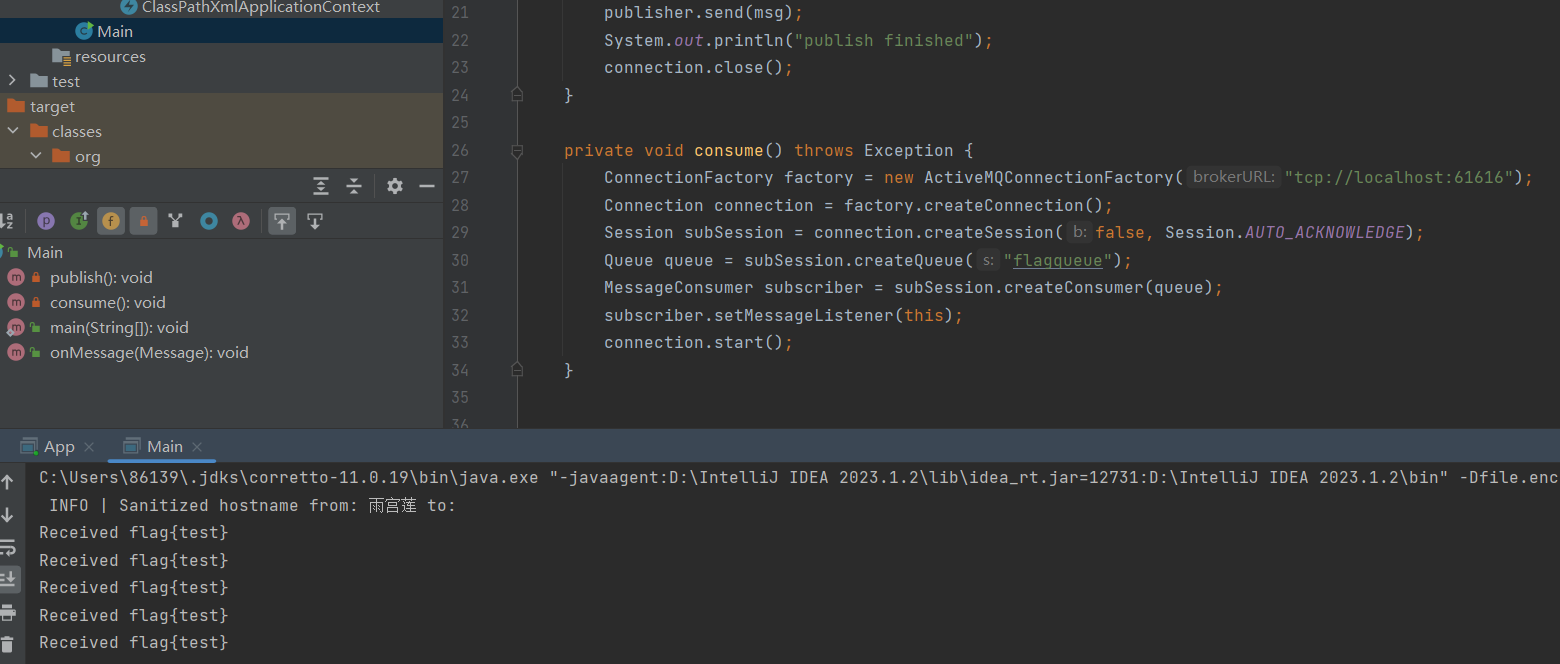 ClassPathXmlApplicationContext
Main
resources
test
target
classes
org
Main
publish(): void
consume(): void
main(String[]): void
onMessage(Message): void
21 publisher.send(msg);
22 System.out.println("publish finished");
23 connection.close();
24 }
25
26 private void consume() throws Exception {
27 ConnectionFactory factory = new ActiveMQConnectionFactory( brokerURL: "tcp://localhost:61616");
28 Connection connection = factory.createConnection();
29 Session subSession = connection.createSession( b: false, Session.AUTO_ACKNOWLEDGE);
30 Queue queue = subSession.createQueue( s: "flagqueue");
31 MessageConsumer subscriber = subSession.createConsumer(queue);
32 subscriber.setMessageListener(this);
33 connection.start();
34 }
35
36
App Main
C:\Users\86139\.jdks\corretto-11.0.19\bin\java.exe "-javaagent:D:\IntelliJ IDEA 2023.1.2\lib\idea_rt.jar=12731:D:\IntelliJ IDEA 2023.1.2\bin" -Dfile.enc
INFO | Sanitized hostname from: 雨宫莲 to:
Received flag{test}
Received flag{test}
Received flag{test}
Received flag{test}
Received flag{test}